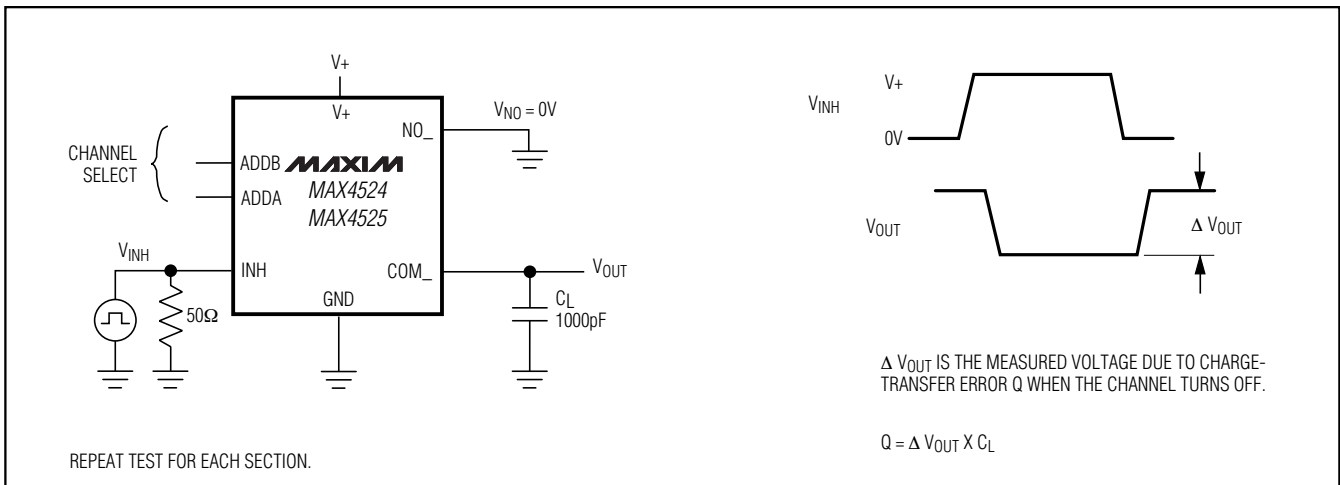 V+
V+
V_NO = 0V
NO_
CHANNEL
SELECT
ADDB
MAXIM
ADDA
MAX4524
MAX4525
V_INH
INH
COM_
V_OUT
GND
50Ω
C_L
1000pF
REPEAT TEST FOR EACH SECTION.
V_INH
V+
0V
V_OUT
Δ V_OUT
Δ V_OUT IS THE MEASURED VOLTAGE DUE TO CHARGE-
TRANSFER ERROR Q WHEN THE CHANNEL TURNS OFF.
Q = Δ V_OUT X C_L